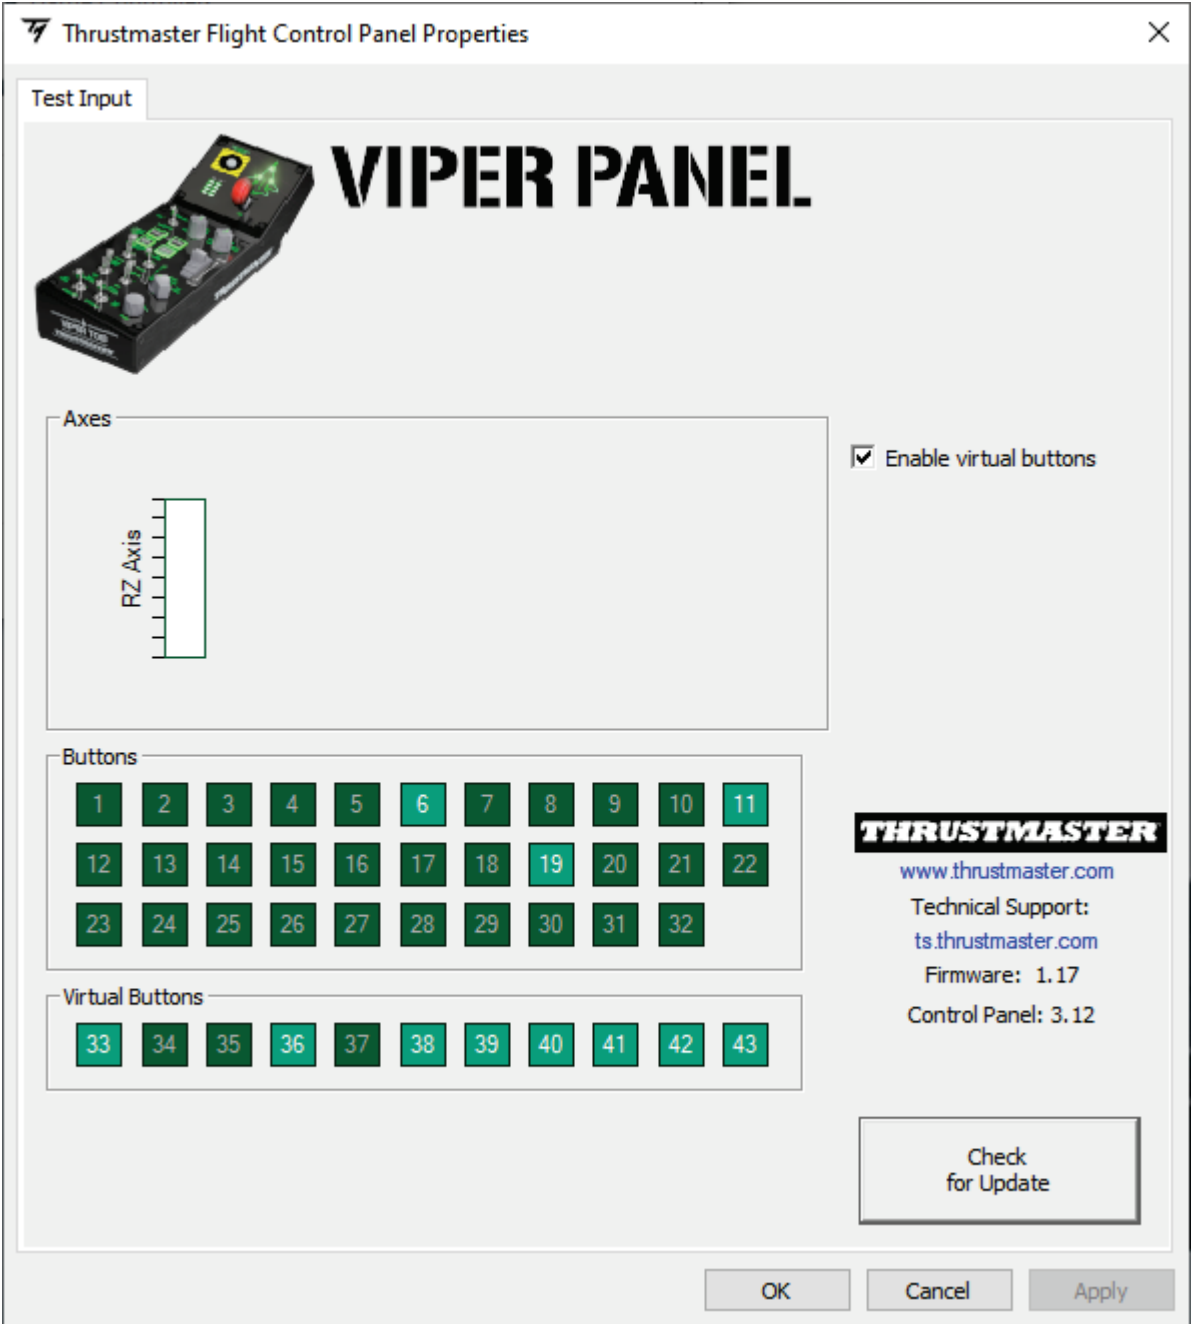 Thrustmaster Flight Control Panel Properties
Test Input
VIPER PANEL
THRUSTMASTER
VIPER TQS
Axes
Enable virtual buttons
RZ Axis
Buttons
1 2 3 4 5 6 7 8 9 10 11
12 13 14 15 16 17 18 19 20 21 22
23 24 25 26 27 28 29 30 31 32
THRUSTMASTER
www.thrustmaster.com
Technical Support:
ts.thrustmaster.com
Firmware: 1.17
Control Panel: 3.12
Virtual Buttons
33 34 35 36 37 38 39 40 41 42 43
Check
for Update
OK Cancel Apply